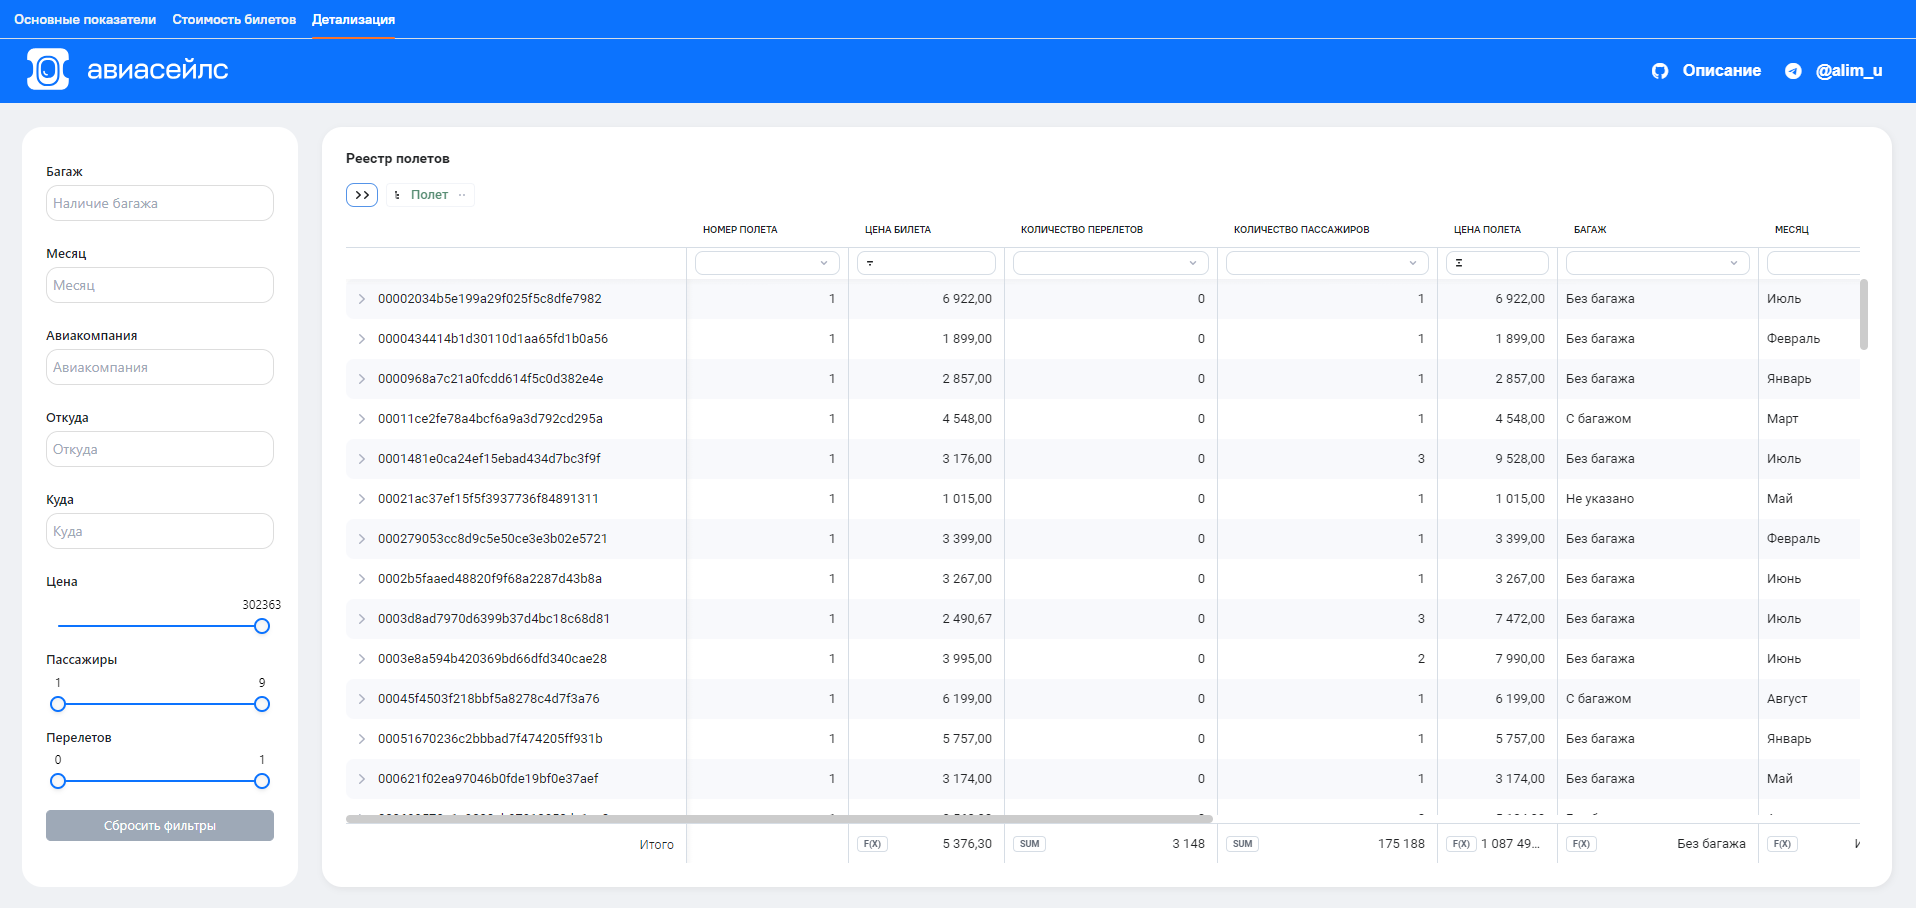 Основные показатели Стоимость билетов Детализация
авиасейлс
Описание @alim_u
Багаж
Наличие багажа
Месяц
Месяц
Авиакомпания
Авиакомпания
Откуда
Откуда
Куда
Куда
Цена
302363
Пассажиры
1 9
Перелетов
0 1
Сбросить фильтры
Реестр полетов
>> Полет
НОМЕР ПОЛЕТА ЦЕНА БИЛЕТА КОЛИЧЕСТВО ПЕРЕЛЕТОВ КОЛИЧЕСТВО ПАССАЖИРОВ ЦЕНА ПОЛЕТА БАГАЖ МЕСЯЦ
00002034b5e199a29f025f5c8dfe7982 1 6 922,00 0 1 6 922,00 Без багажа Июль
0000434414b1d30110d1aa65fd1b0a56 1 1 899,00 0 1 1 899,00 Без багажа Февраль
0000968a7c21a0fcdd614f5c0d382e4e 1 2 857,00 0 1 2 857,00 Без багажа Январь
00011ce2fe78a4bcf6a9a3d792cd295a 1 4 548,00 0 1 4 548,00 С багажом Март
0001481e0ca24ef15ebad434d7bc3f9f 1 3 176,00 0 3 9 528,00 Без багажа Июль
00021ac37ef15f5f3937736f84891311 1 1 015,00 0 1 1 015,00 Не указано Май
000279053cc8d9c5e50ce3e3b02e5721 1 3 399,00 0 1 3 399,00 Без багажа Февраль
0002b5faaed48820f9f68a2287d43b8a 1 3 267,00 0 1 3 267,00 Без багажа Июнь
0003d8ad7970d6399b37d4bc18c68d81 1 2 490,67 0 3 7 472,00 Без багажа Июль
0003e8a594b420369bd66dfd340cae28 1 3 995,00 0 2 7 990,00 Без багажа Июнь
00045f4503f218bbf5a8278c4d7f3a76 1 6 199,00 0 1 6 199,00 С багажом Август
00051670236c2bbbad7f474205ff931b 1 5 757,00 0 1 5 757,00 Без багажа Январь
000621f02ea97046b0fde19bf0e37aef 1 3 174,00 0 1 3 174,00 Без багажа Май
Итого F(X) 5 376,30 SUM 3 148 SUM 175 188 F(X) 1 087 49... F(X) Без багажа F(X)